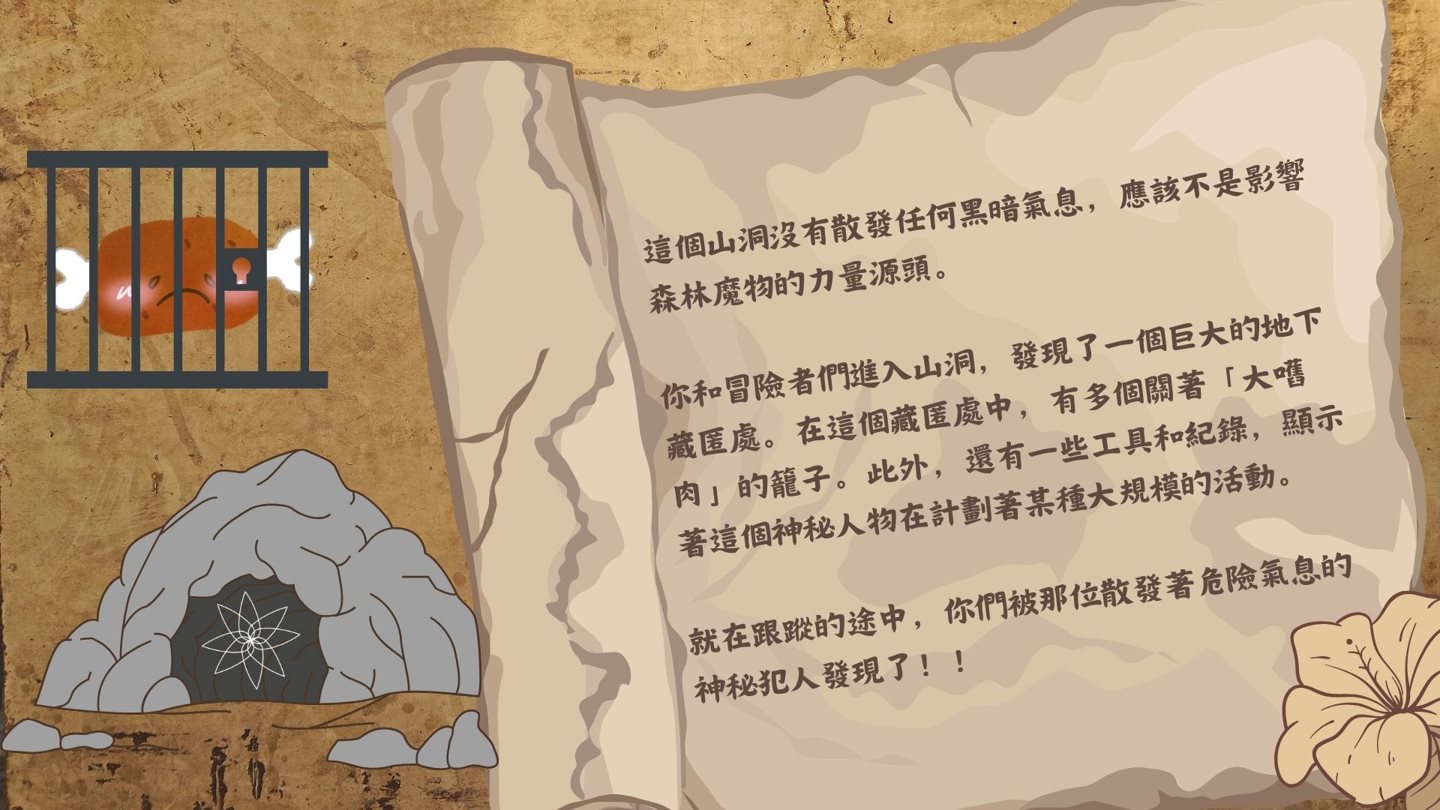 這個山洞沒有散發任何黑暗氣息，應該不是影響
森林魔物的力量源頭。
你和冒險者們進入山洞，發現了一個巨大的地下
藏匿處。在這個藏匿處中，有多個關著「大嚿
肉」的籠子。此外，還有一些工具和紀錄，顯示
著這個神秘人物在計劃著某種大規模的活動。
就在跟蹤的途中，你們被那位散發著危險氣息的
神秘犯人發現了！！